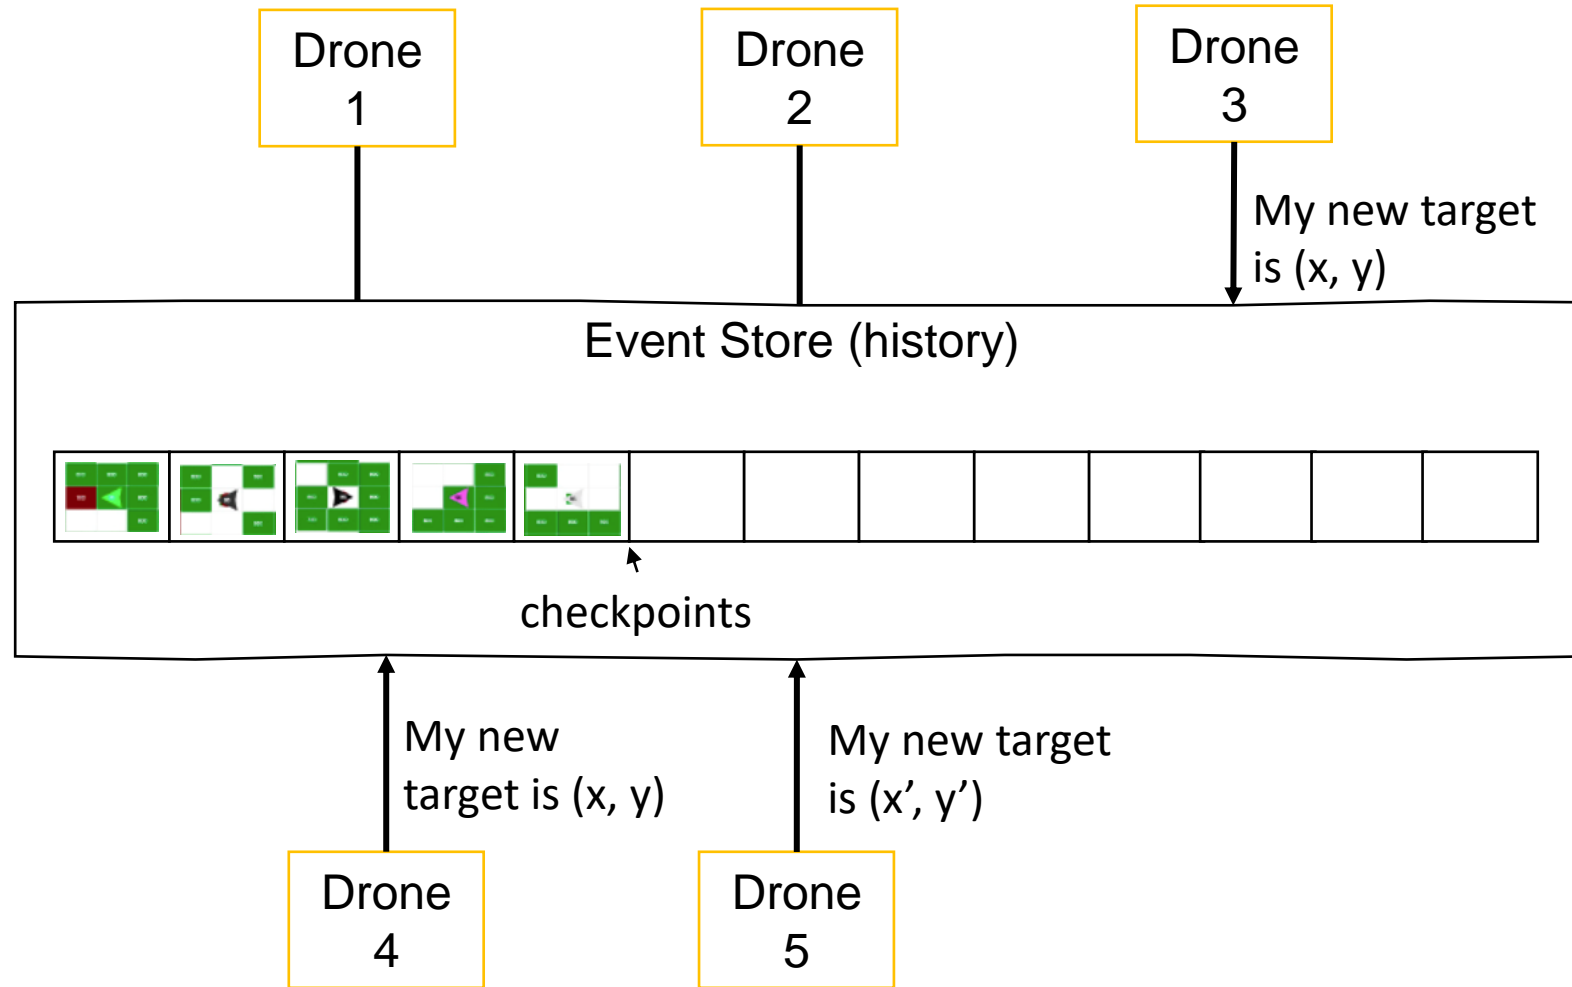 Drone
1
Drone
2
Drone
3
My new target
is (x, y)
Event Store (history)
checkpoints
My new
target is (x, y)
My new target
is (x’, y’)
Drone
4
Drone
5